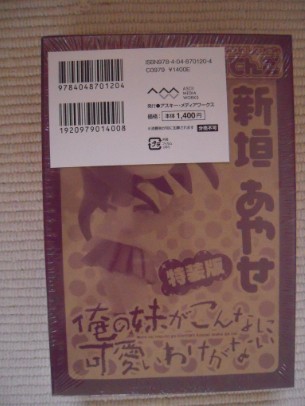 ISBN978-4-04-870120-4
C0979 ¥1400E
9784048701204
1920979014008
ASCII
MEDIA
WORKS
発行●アスキー・メディアワークス
定価:本体1,400円
分売不可
新垣あやせ
特装版
俺の妹がこんなに
可愛いわけがない